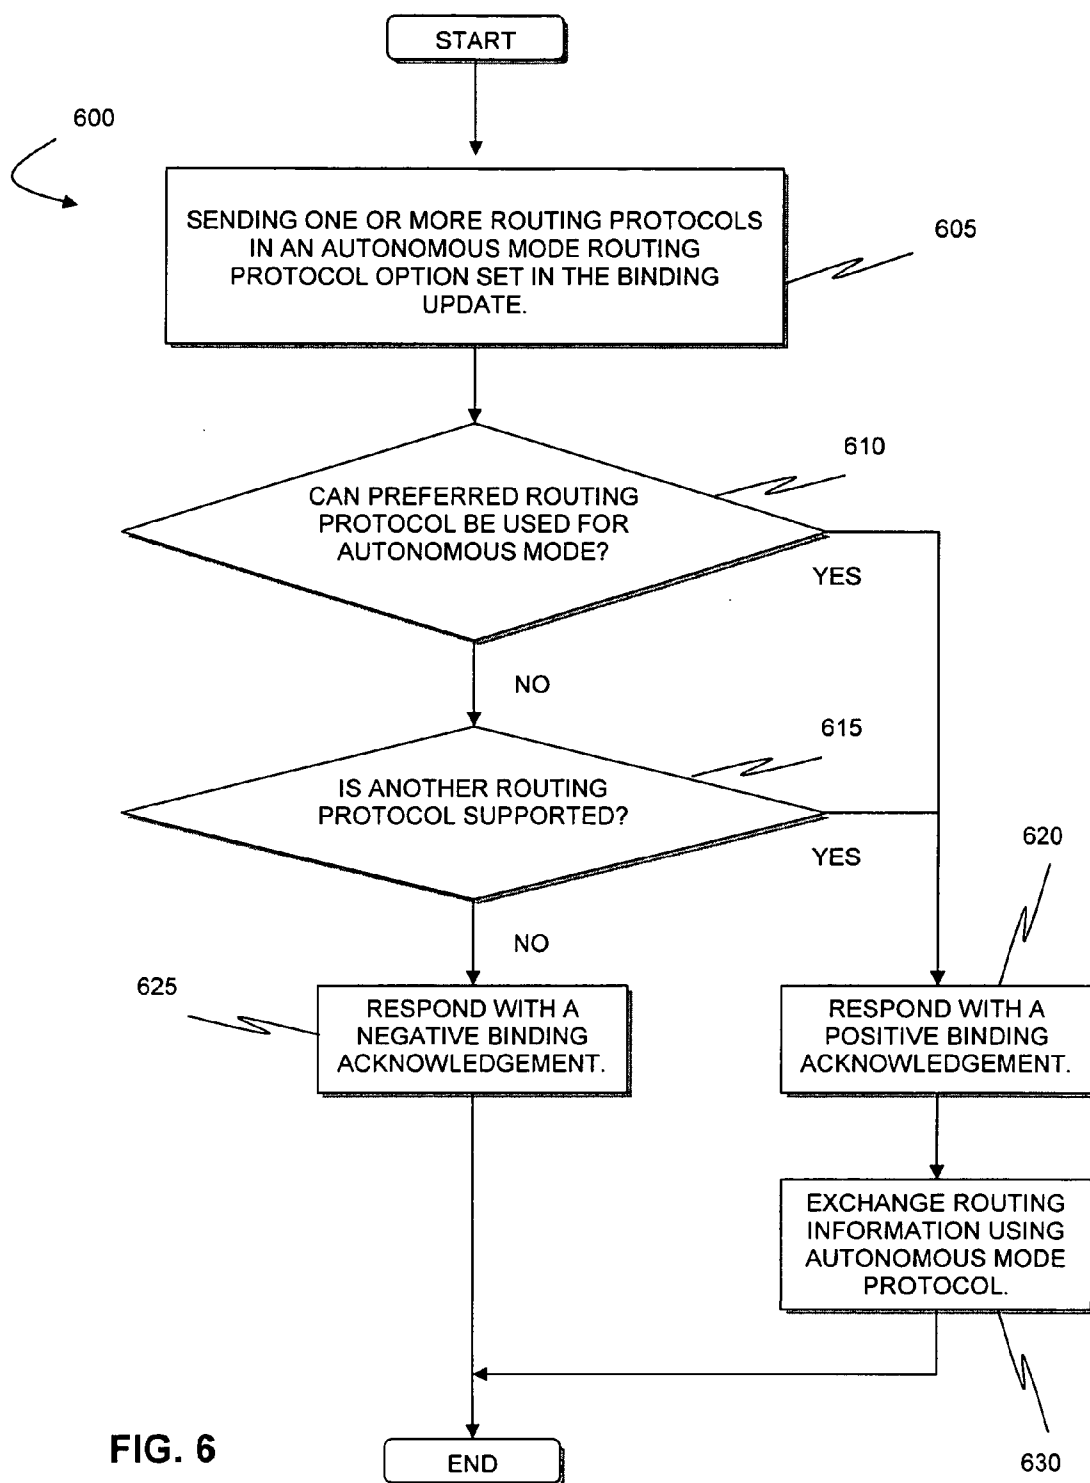 START
600
SENDING ONE OR MORE ROUTING PROTOCOLS
IN AN AUTONOMOUS MODE ROUTING
PROTOCOL OPTION SET IN THE BINDING
UPDATE.
605
610
CAN PREFERRED ROUTING
PROTOCOL BE USED FOR
AUTONOMOUS MODE?
YES
NO
615
IS ANOTHER ROUTING
PROTOCOL SUPPORTED?
YES
620
NO
625
RESPOND WITH A
NEGATIVE BINDING
ACKNOWLEDGEMENT.
RESPOND WITH A
POSITIVE BINDING
ACKNOWLEDGEMENT.
EXCHANGE ROUTING
INFORMATION USING
AUTONOMOUS MODE
PROTOCOL.
FIG. 6
END
630